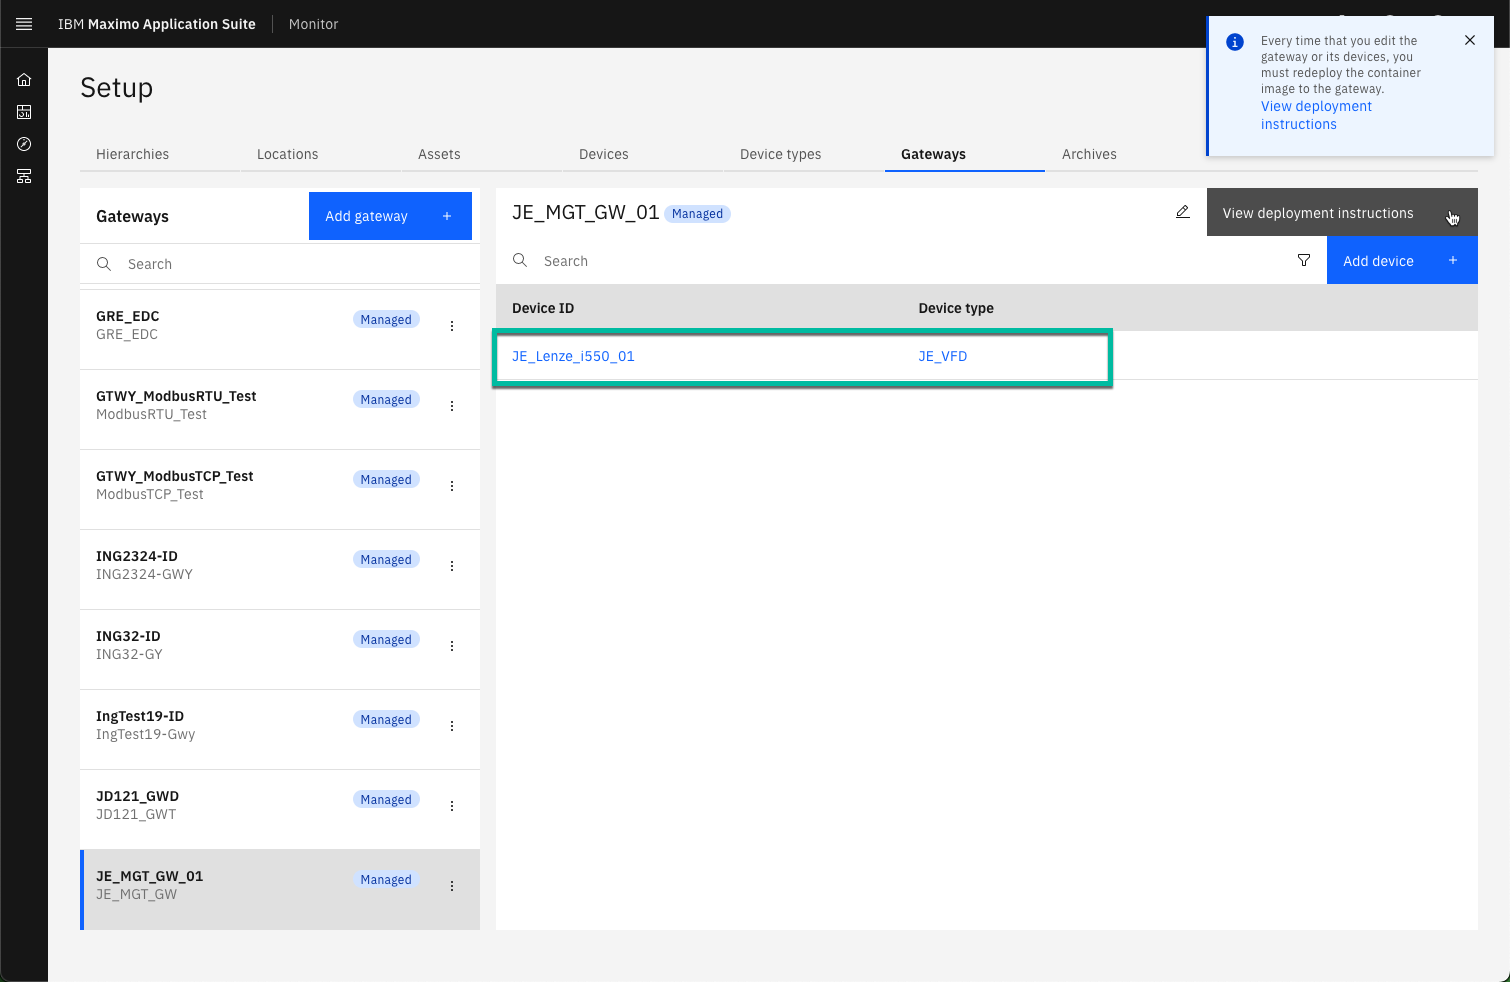 IBM Maximo Application Suite
Monitor
Every time that you edit the
gateway or its devices, you
must redeploy the container
image to the gateway.
View deployment
instructions
Setup
Hierarchies
Locations
Assets
Devices
Device types
Gateways
Archives
Gateways
Add gateway +
Search
GRE_EDC
Managed
GRE_EDC
GTWY_ModbusRTU_Test
Managed
ModbusRTU_Test
GTWY_ModbusTCP_Test
Managed
ModbusTCP_Test
ING2324-ID
Managed
ING2324-GWY
ING32-ID
Managed
ING32-GY
IngTest19-ID
Managed
IngTest19-Gwy
JD121_GWD
Managed
JD121_GWT
JE_MGT_GW_01
Managed
JE_MGT_GW
JE_MGT_GW_01 Managed
View deployment instructions
Search
Add device +
Device ID
Device type
JE_Lenze_i550_01
JE_VFD